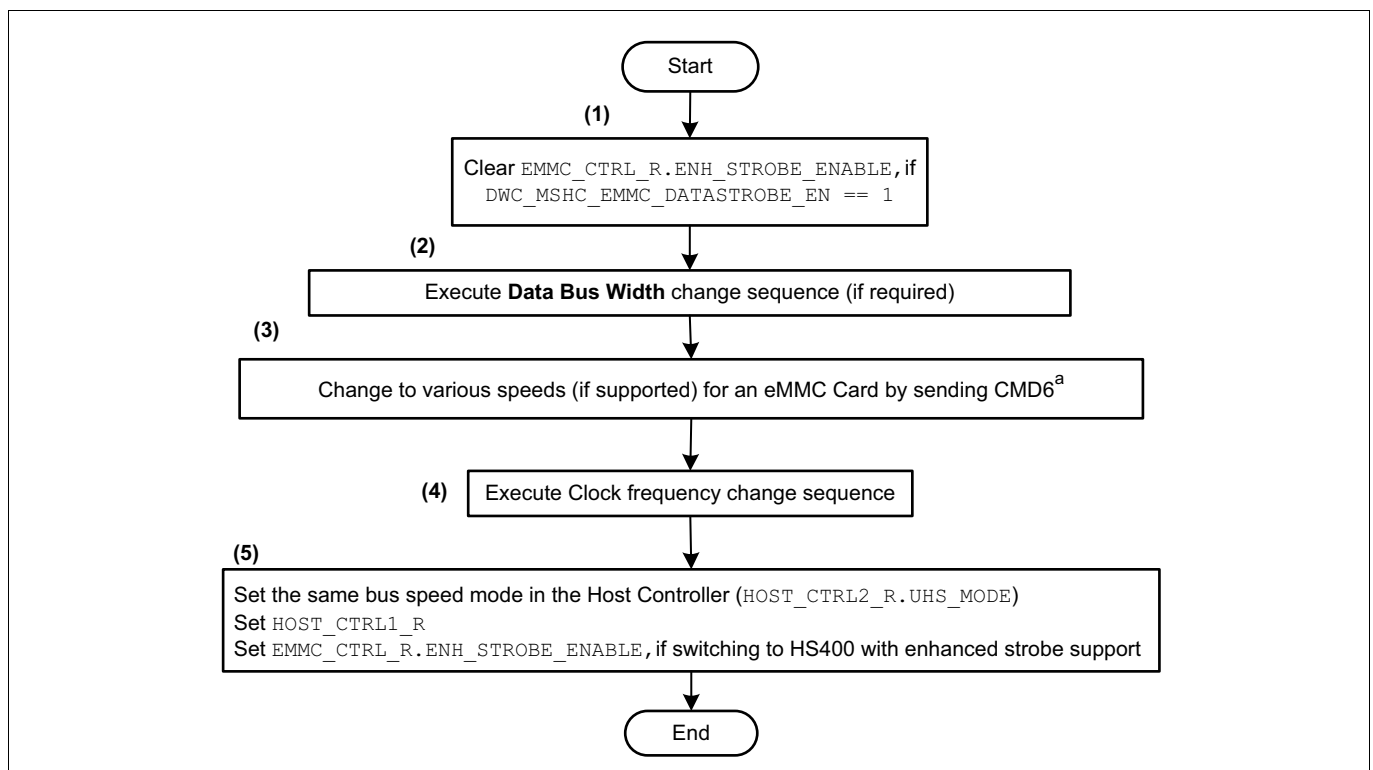 Start
(1)
Clear EMMC_CTRL_R.ENH_STROBE_ENABLE, if
DWC_MSHC_EMMC_DATASTROBE_EN == 1
(2)
Execute Data Bus Width change sequence (if required)
(3)
Change to various speeds (if supported) for an eMMC Card by sending CMD6a
(4)
Execute Clock frequency change sequence
(5)
Set the same bus speed mode in the Host Controller (HOST_CTRL2_R.UHS_MODE)
Set HOST_CTRL1_R
Set EMMC_CTRL_R.ENH_STROBE_ENABLE, if switching to HS400 with enhanced strobe support
End